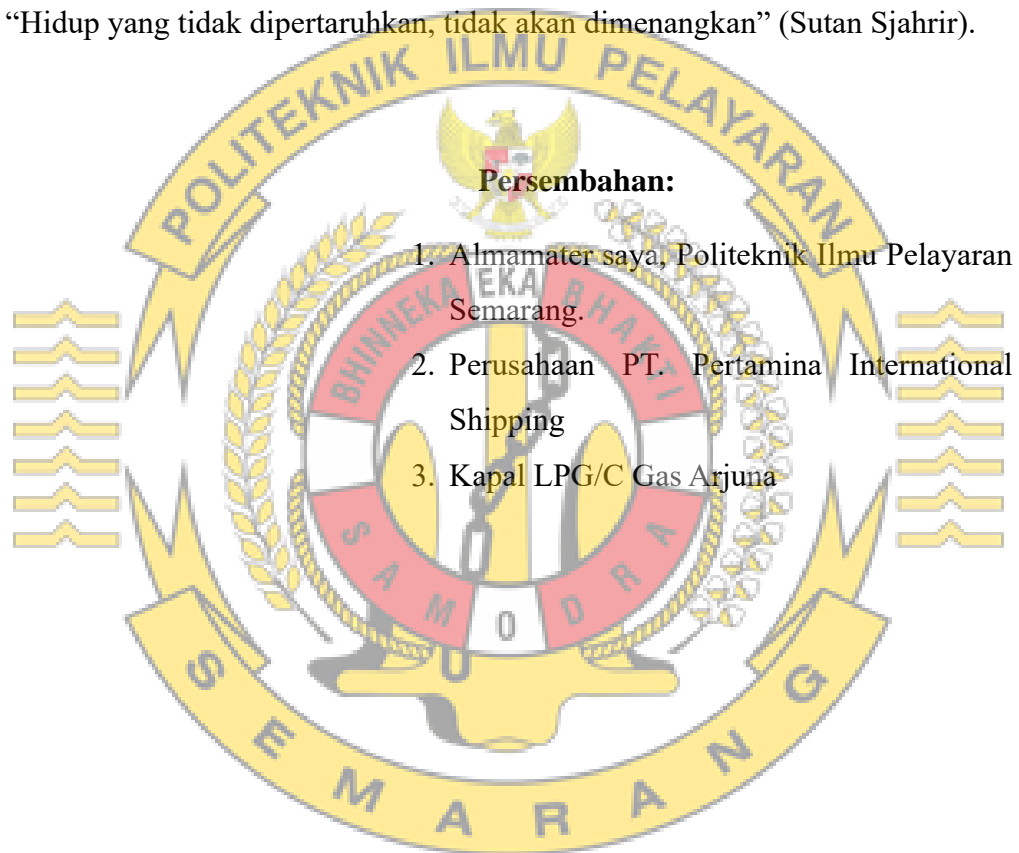 “Hidup yang tidak dipertaruhkan, tidak akan dimenangkan” (Sutan Sjahrir).
POLITEKNIK ILMU PELAYARAN
Persembahan:
1. Almamater saya, Politeknik Ilmu Pelayaran
Semarang.
2. Perusahaan PT. Pertamina International
Shipping
3. Kapal LPG/C Gas Arjuna
BHINNEKA EKA BHAKTI
SAMODRA
SEMARANG